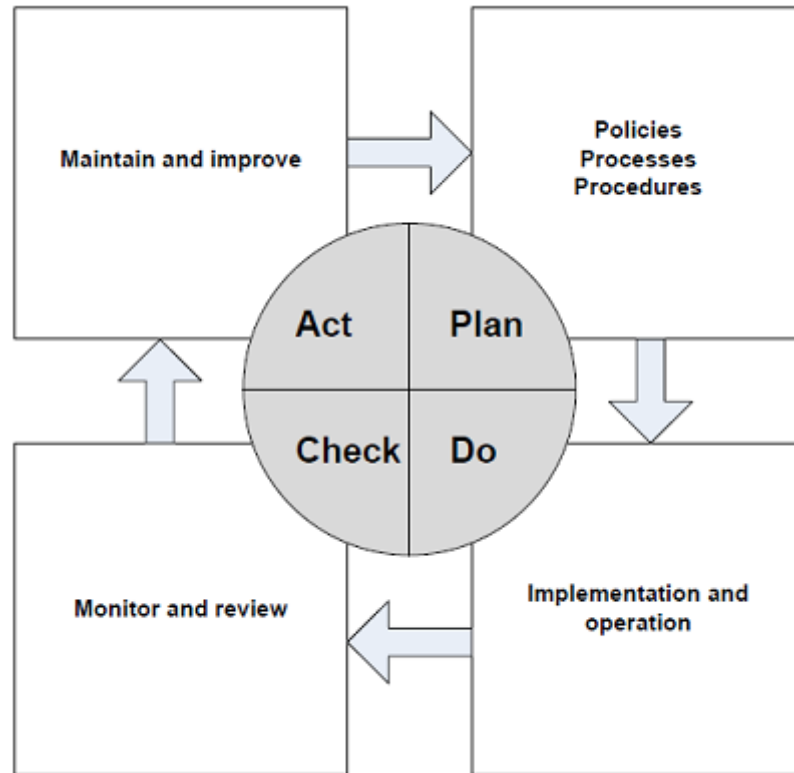 Maintain and improve
Policies
Processes
Procedures
Act
Plan
Check
Do
Monitor and review
Implementation and
operation